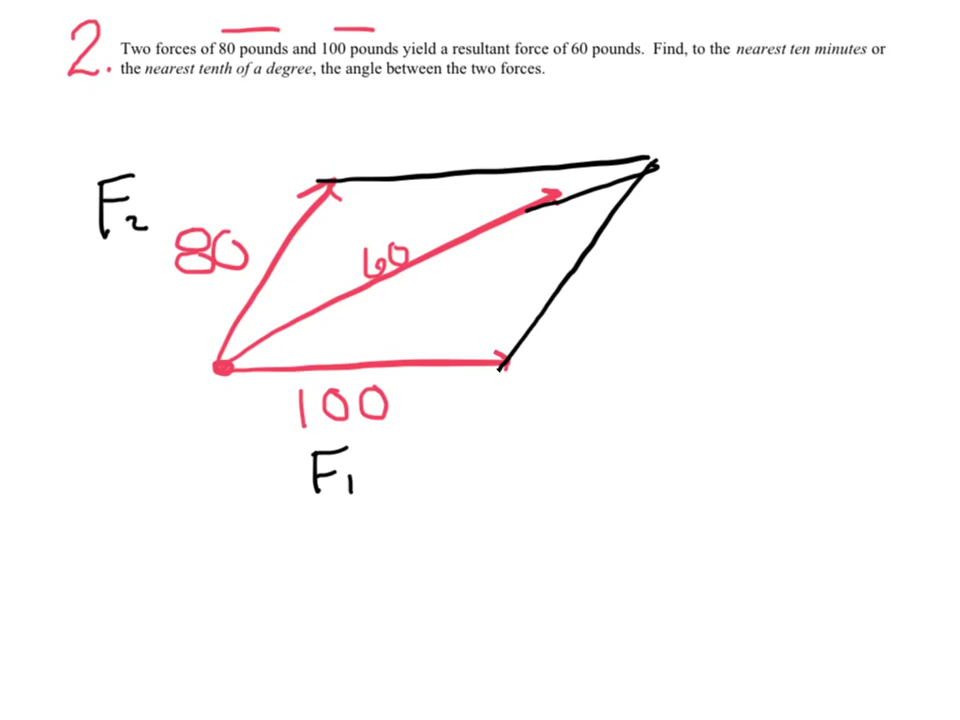 2.
Two forces of 80 pounds and 100 pounds yield a resultant force of 60 pounds. Find, to the nearest ten minutes or
the nearest tenth of a degree, the angle between the two forces.
F2
80
60
100
F1